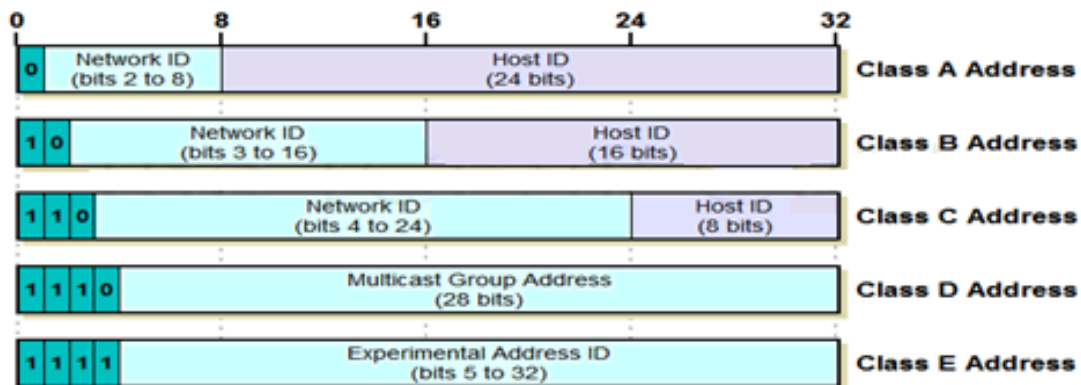 0 8 16 24 32
0 Network ID (bits 2 to 8) Host ID (24 bits) Class A Address
1 0 Network ID (bits 3 to 16) Host ID (16 bits) Class B Address
1 1 0 Network ID (bits 4 to 24) Host ID (8 bits) Class C Address
1 1 1 0 Multicast Group Address (28 bits) Class D Address
1 1 1 1 Experimental Address ID (bits 5 to 32) Class E Address